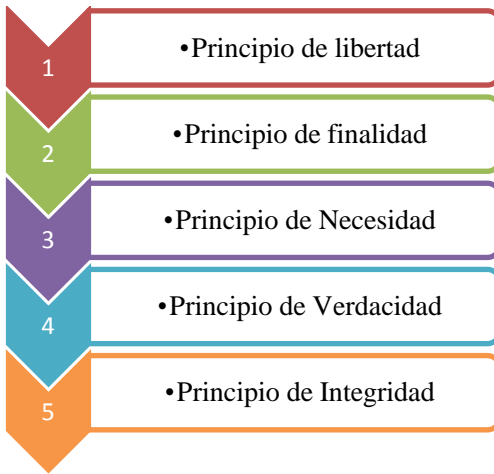 1
•Principio de libertad
2
•Principio de finalidad
3
•Principio de Necesidad
4
•Principio de Verdacidad
5
•Principio de Integridad